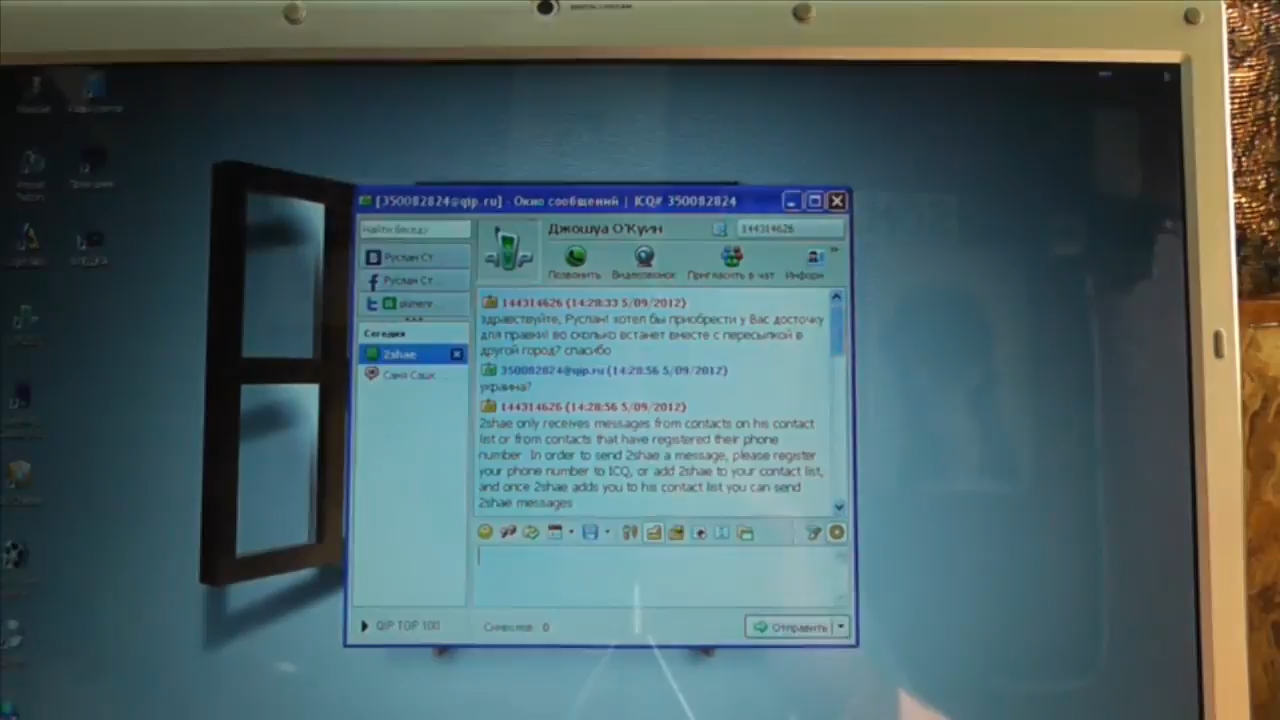 [350082824@qip.ru] - Окно сообщений | ICQ# 350082824
Найти беседу
Джошуа О'Куин
144314626
Руслан Ст
Руслан Ст...
Позвонить Видеозвонок Пригласить в чат Информ
Сегодня
2shae
Саня Сашк...
144314626 (14:28:33 5/09/2012)
здравствуйте, Руслан! хотел бы приобрести у Вас досточку
для правки! во сколько встанет вместе с пересылкой в
другой город? спасибо
350082824@qip.ru (14:28:56 5/09/2012)
украина?
144314626 (14:28:56 5/09/2012)
2shae only receives messages from contacts on his contact
list or from contacts that have registered their phone
number. In order to send 2shae a message, please register
your phone number to ICQ, or add 2shae to your contact list,
and once 2shae adds you to his contact list you can send
2shae messages
QIP TOP 100
Символов: 0
Отправить